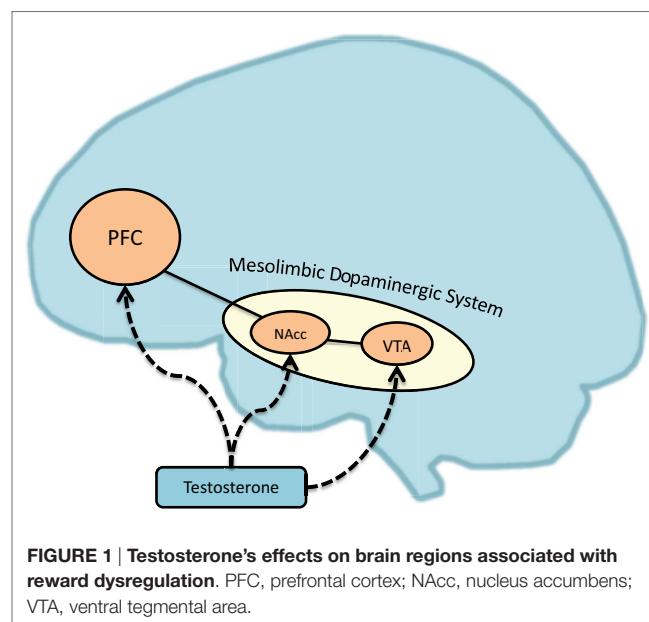 PFC
Mesolimbic Dopaminergic System
NAcc
VTA
Testosterone
FIGURE 1 | Testosterone's effects on brain regions associated with
reward dysregulation. PFC, prefrontal cortex; NAcc, nucleus accumbens;
VTA, ventral tegmental area.